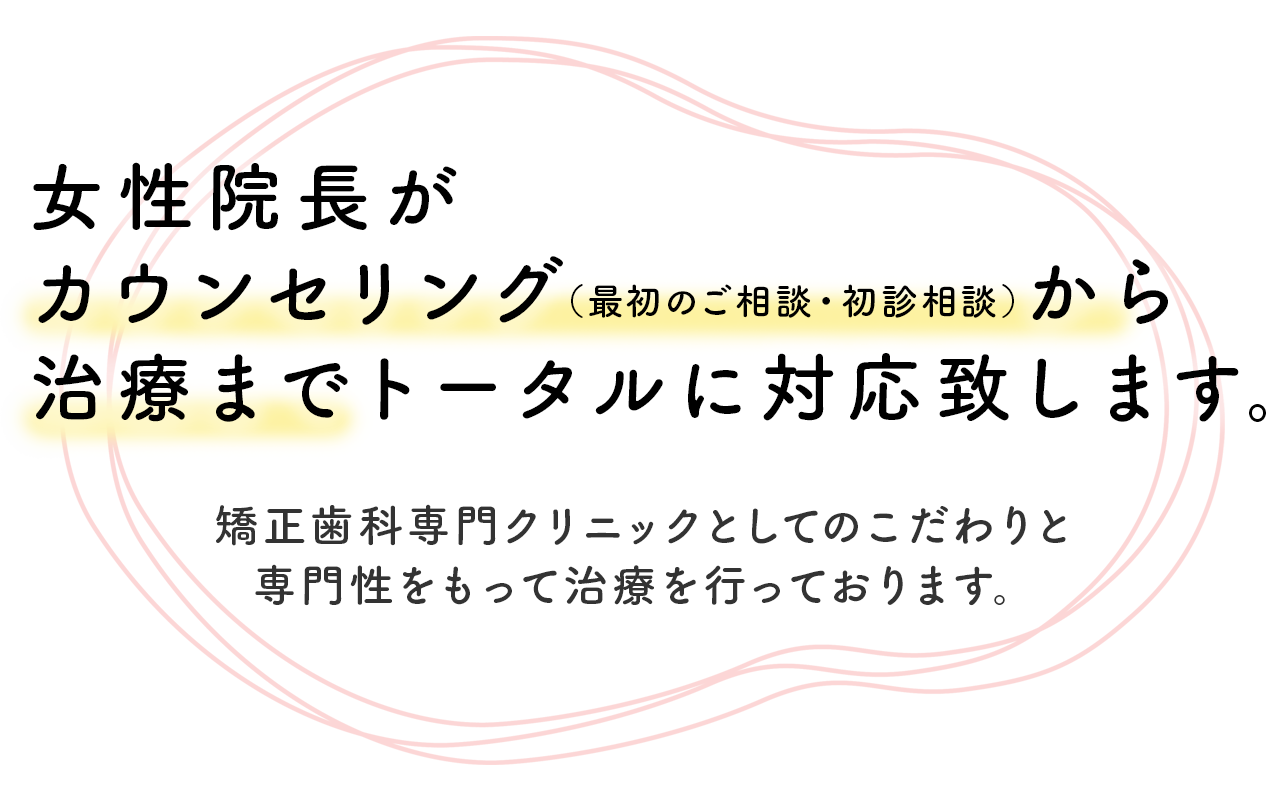 女性院長が
カウンセリング（最初のご相談・初診相談）から
治療までトータルに対応致します。
矯正歯科専門クリニックとしてのこだわりと
専門性をもって治療を行っております。